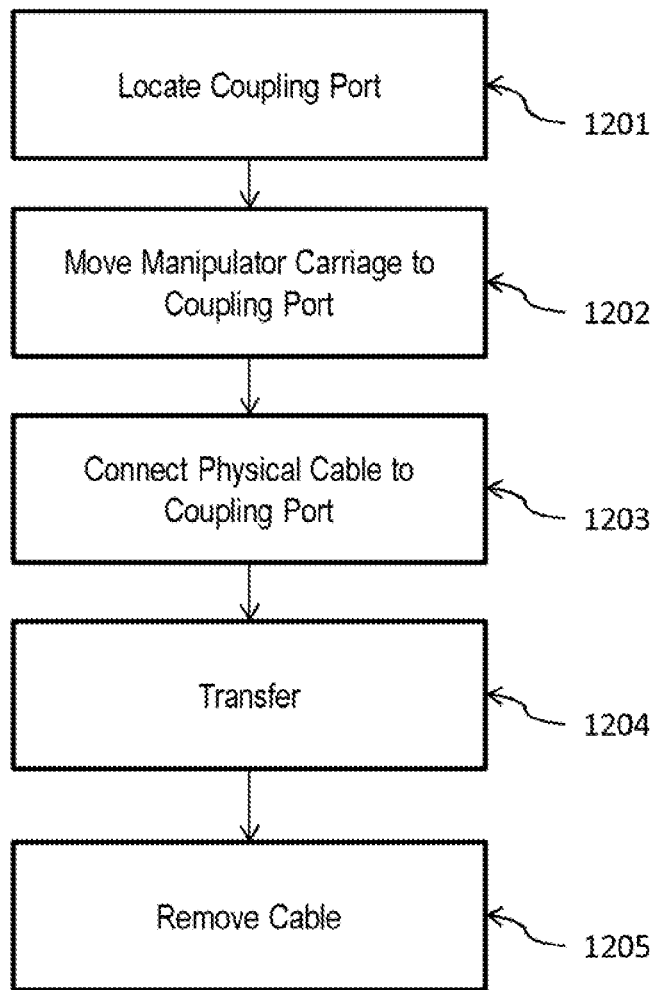 Locate Coupling Port
1201
Move Manipulator Carriage to
Coupling Port
1202
Connect Physical Cable to
Coupling Port
1203
Transfer
1204
Remove Cable
1205